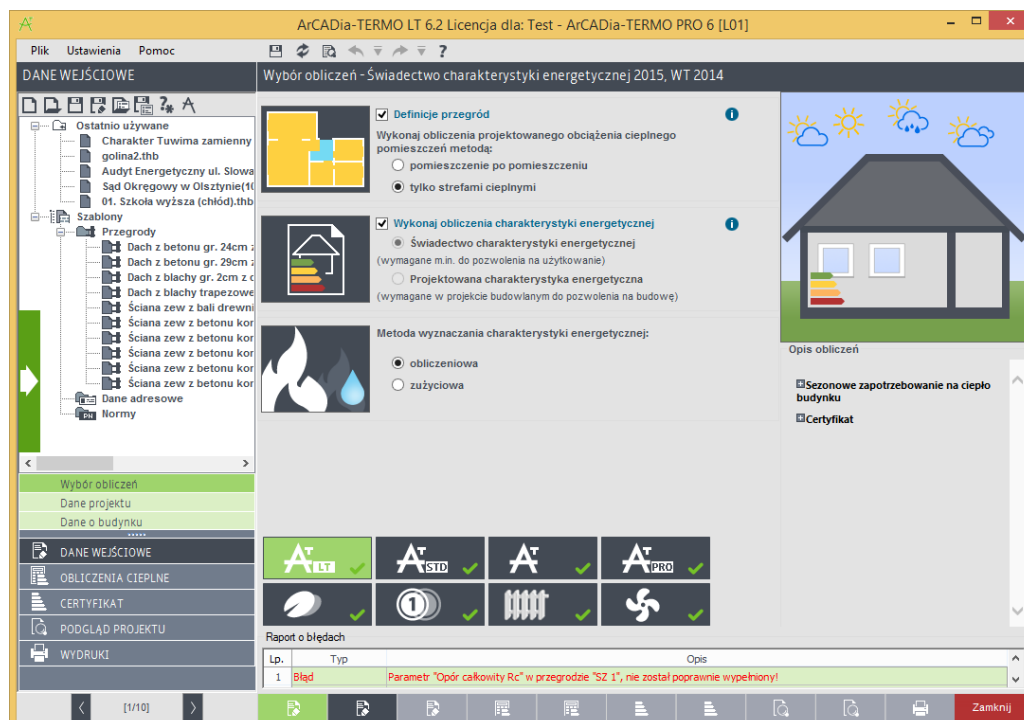 ArCADia-TERMO LT 6.2 Licencja dla: Test - ArCADia-TERMO PRO 6 [L01]
Plik Ustawienia Pomoc
DANE WEJŚCIOWE
Wybór obliczeń - Świadectwo charakterystyki energetycznej 2015, WT 2014
Ostatnio używane
Charakter Tuwima zamienny
golina2.thb
Audyt Energetyczny ul. Słowa
Sąd Okręgowy w Olsztynie(10
01. Szkoła wyższa (chłód).thb
Szablony
Przegrody
Dach z betonu gr. 24cm z
Dach z betonu gr. 29cm z
Dach z blachy gr. 2cm z c
Dach z blachy trapezowe
Ściana zew z bali drewni
Ściana zew z betonu kor
Ściana zew z betonu kor
Ściana zew z betonu kor
Ściana zew z betonu kor
Ściana zew z betonu kor
Dane adresowe
PN Normy
Wybór obliczeń
Dane projektu
Dane o budynku
DANE WEJŚCIOWE
OBLICZENIA CIEPLNE
CERTYFIKAT
PODGLĄD PROJEKTU
WYDRUKI
[1/10]
Definicje przegród
Wykonaj obliczenia projektowanego obciążenia cieplnego
pomieszczeń metodą:
pomieszczenie po pomieszczeniu
tylko strefami cieplnymi
Wykonaj obliczenia charakterystyki energetycznej
Świadectwo charakterystyki energetycznej
(wymagane m.in. do pozwolenia na użytkowanie)
Projektowana charakterystyka energetyczna
(wymagane w projekcie budowlanym do pozwolenia na budowę)
Metoda wyznaczania charakterystyki energetycznej:
obliczeniowa
zużyciowa
Opis obliczeń
Sezonowe zapotrzebowanie na ciepło
budynku
Certyfikat
AT LT AT STD AT AT PRO
1
Raport o błędach
Lp. Typ Opis
1 Błąd Parametr "Opór całkowity Rc" w przegrodzie "SZ 1", nie został poprawnie wypełniony!
Zamknij